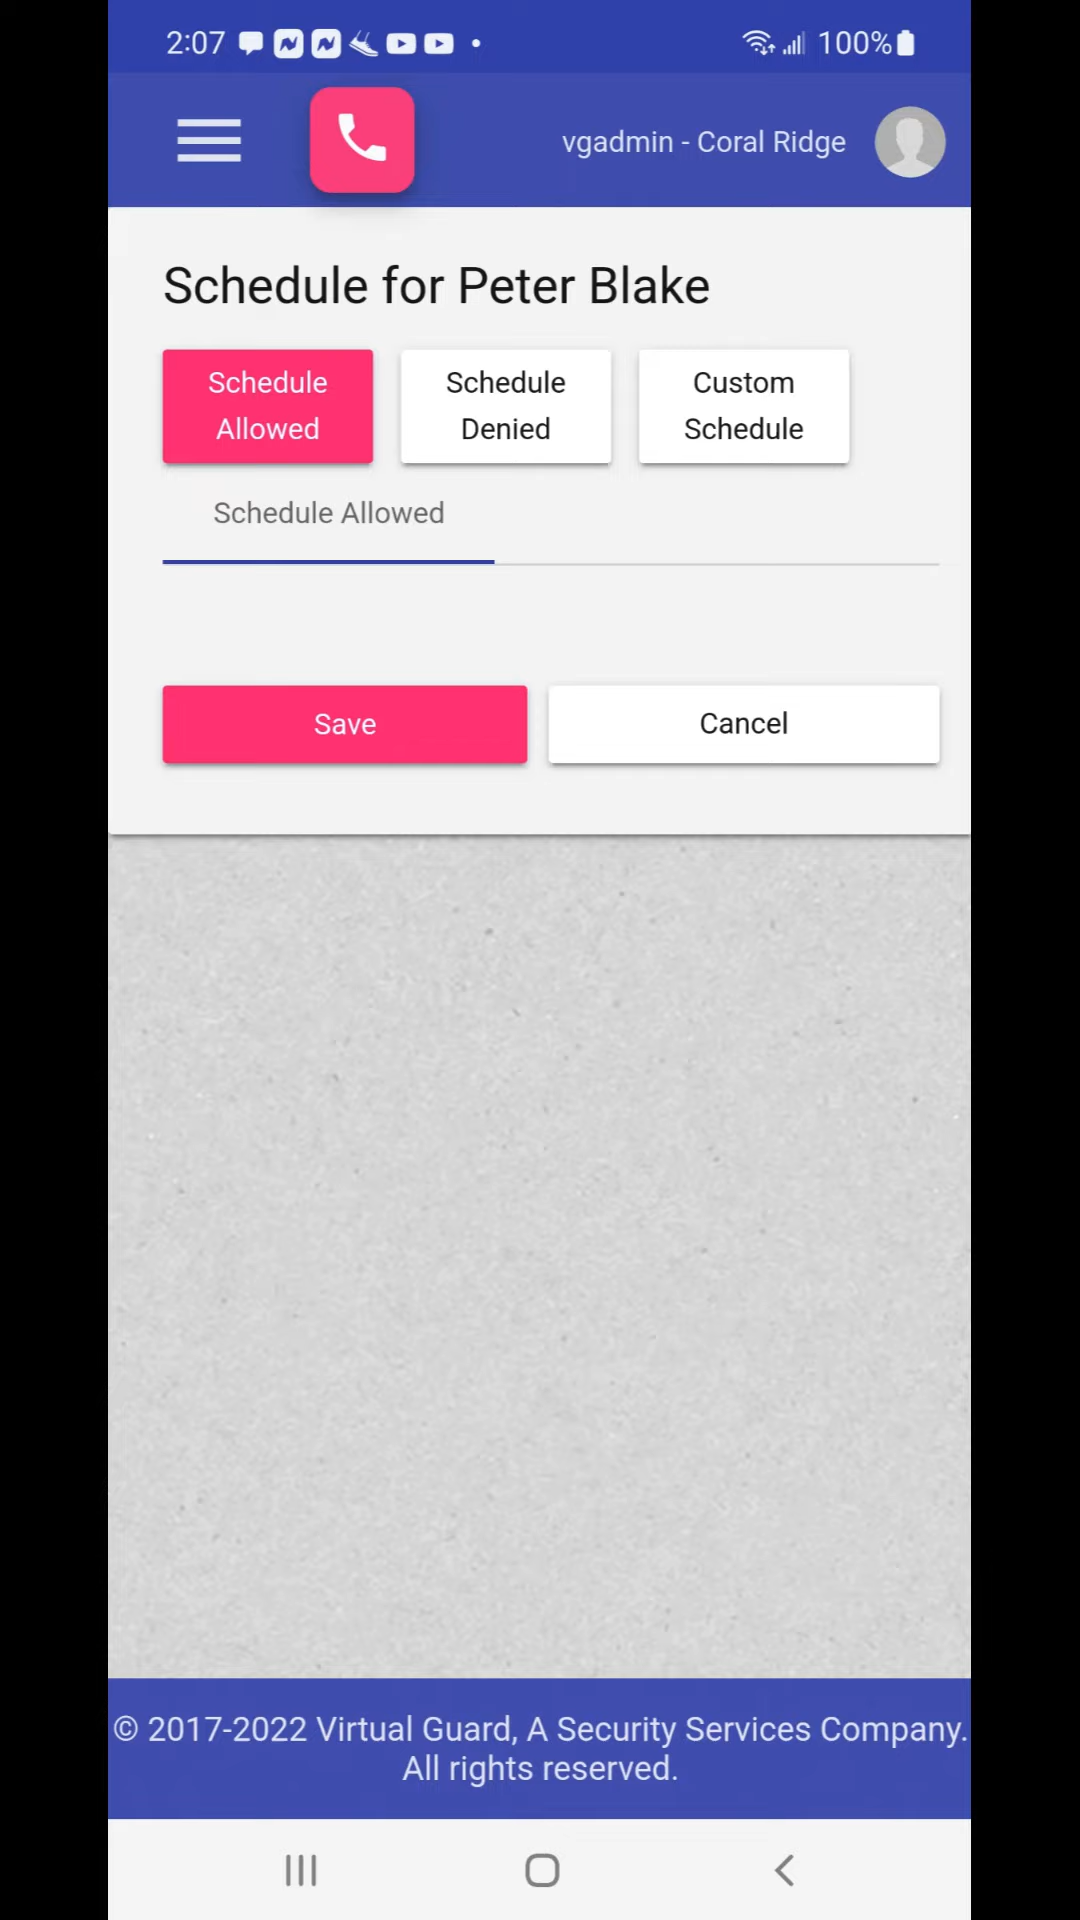 2:07
100%
vgadmin - Coral Ridge
Schedule for Peter Blake
Schedule
Allowed
Schedule
Denied
Custom
Schedule
Schedule Allowed
Save
Cancel
© 2017-2022 Virtual Guard, A Security Services Company.
All rights reserved.